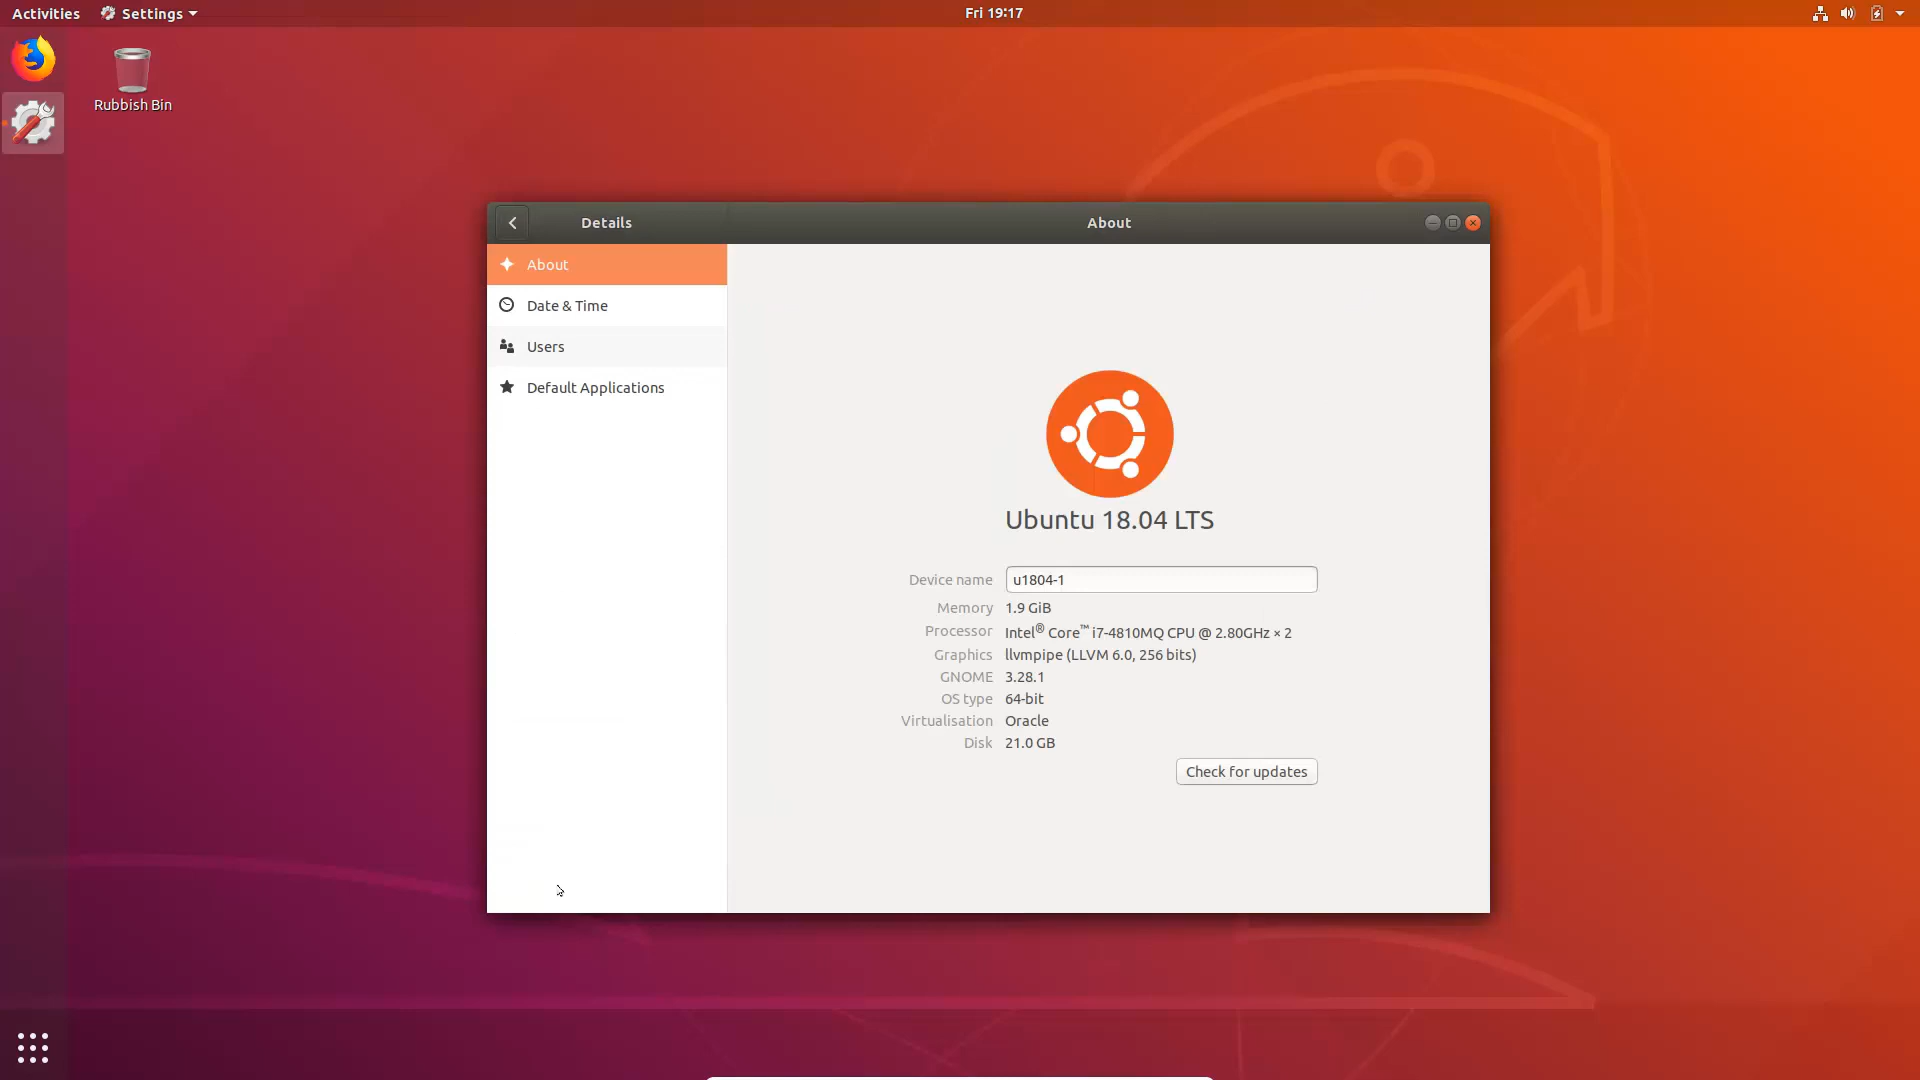 Activities
Settings
Fri 19:17
Rubbish Bin
Details
About
About
Date & Time
Users
Default Applications
Ubuntu 18.04 LTS
Device name u1804-1
Memory 1.9 GiB
Processor Intel® Core™ i7-4810MQ CPU @ 2.80GHz × 2
Graphics llvmpipe (LLVM 6.0, 256 bits)
GNOME 3.28.1
OS type 64-bit
Virtualisation Oracle
Disk 21.0 GB
Check for updates